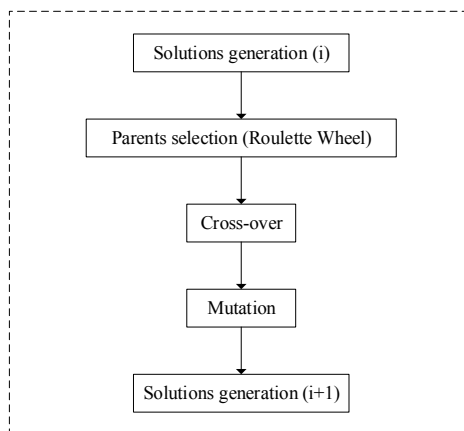 Solutions generation (i)
Parents selection (Roulette Wheel)
Cross-over
Mutation
Solutions generation (i+1)